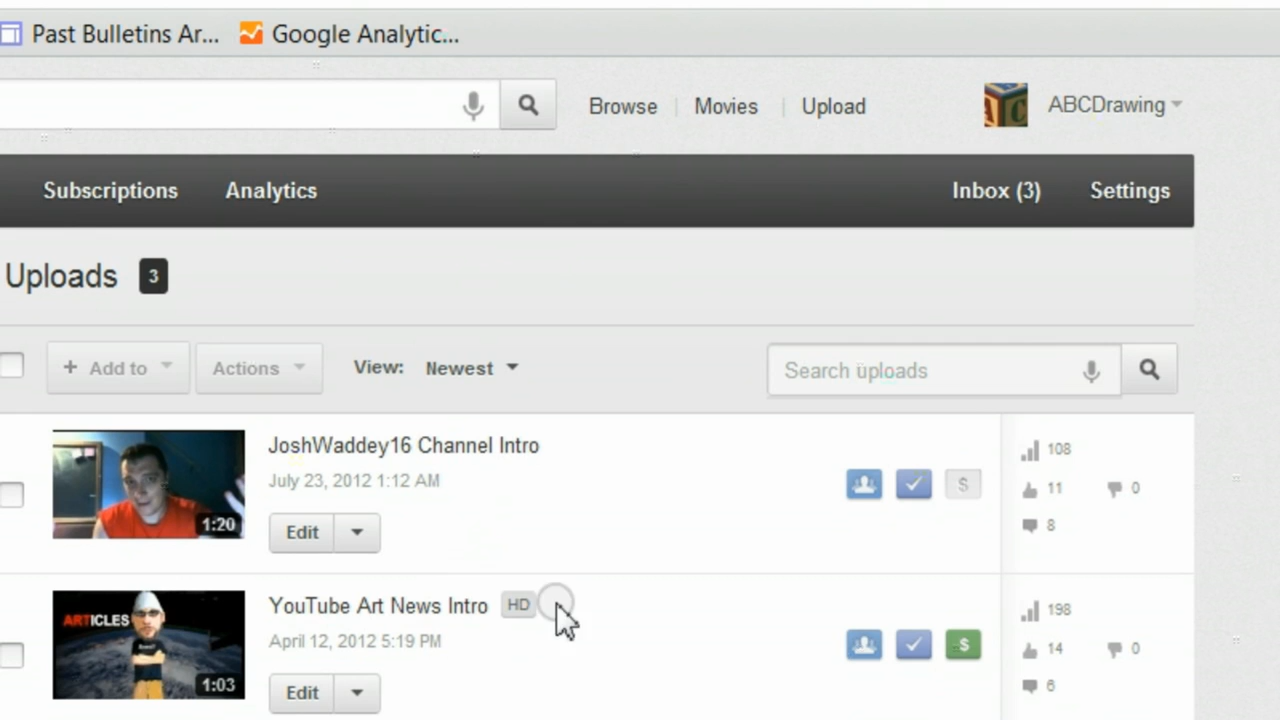 Past Bulletins Ar... Google Analytic...
Browse Movies Upload ABCDrawing
Subscriptions Analytics Inbox (3) Settings
Uploads 3
+ Add to Actions View: Newest Search uploads
JoshWaddey16 Channel Intro
July 23, 2012 1:12 AM
1:20
Edit
$
108
11 0
8
ARTICLES
YouTube Art News Intro HD
April 12, 2012 5:19 PM
1:03
Edit
$
198
14 0
6